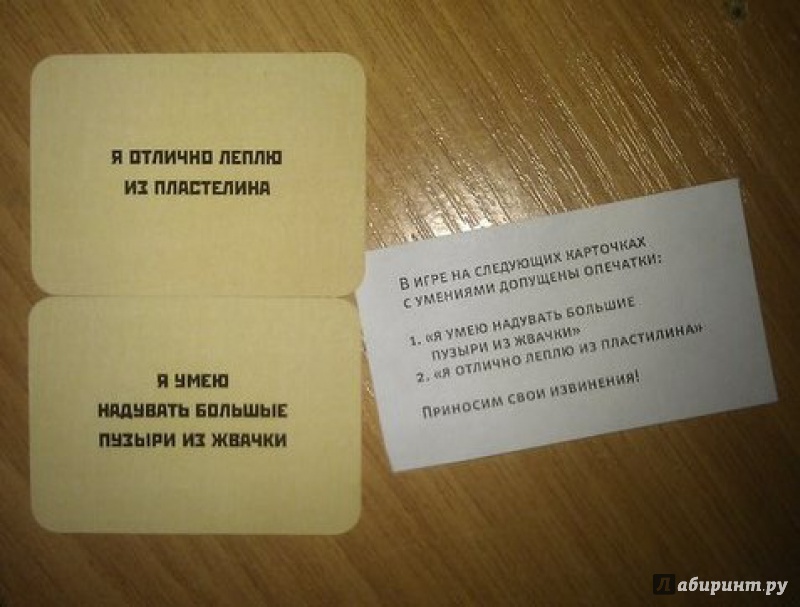 Я ОТЛИЧНО ЛЕПЛЮ
ИЗ ПЛАСТЕЛИНА
Я УМЕЮ
НАДУВАТЬ БОЛЬШЫЕ
ПУЗЫРИ ИЗ ЖВАЧКИ
В ИГРЕ НА СЛЕДУЮЩИХ КАРТОЧКАХ
С УМЕНИЯМИ ДОПУЩЕНЫ ОПЕЧАТКИ:
1. «Я УМЕЮ НАДУВАТЬ БОЛЬШИЕ
ПУЗЫРИ ИЗ ЖВАЧКИ»
2. «Я ОТЛИЧНО ЛЕПЛЮ ИЗ ПЛАСТИЛИНА»
ПРИНОСИМ СВОИ ИЗВИНЕНИЯ!
Лабиринт.ру